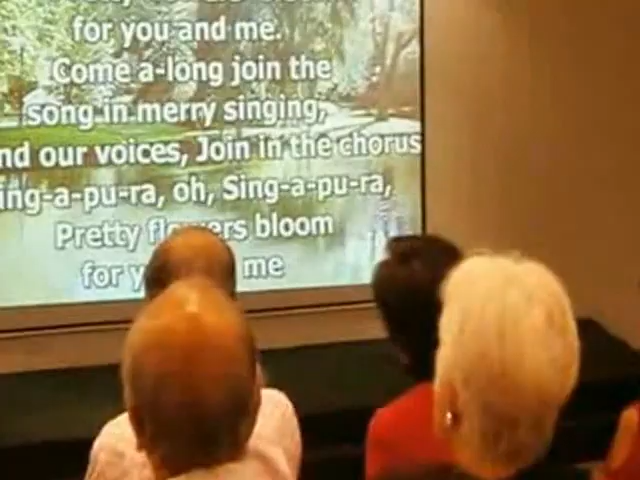 for you and me.
Come a-long join the
song in merry singing,
nd our voices, Join in the chorus
ing-a-pu-ra, oh, Sing-a-pu-ra,
Pretty bloom
for me